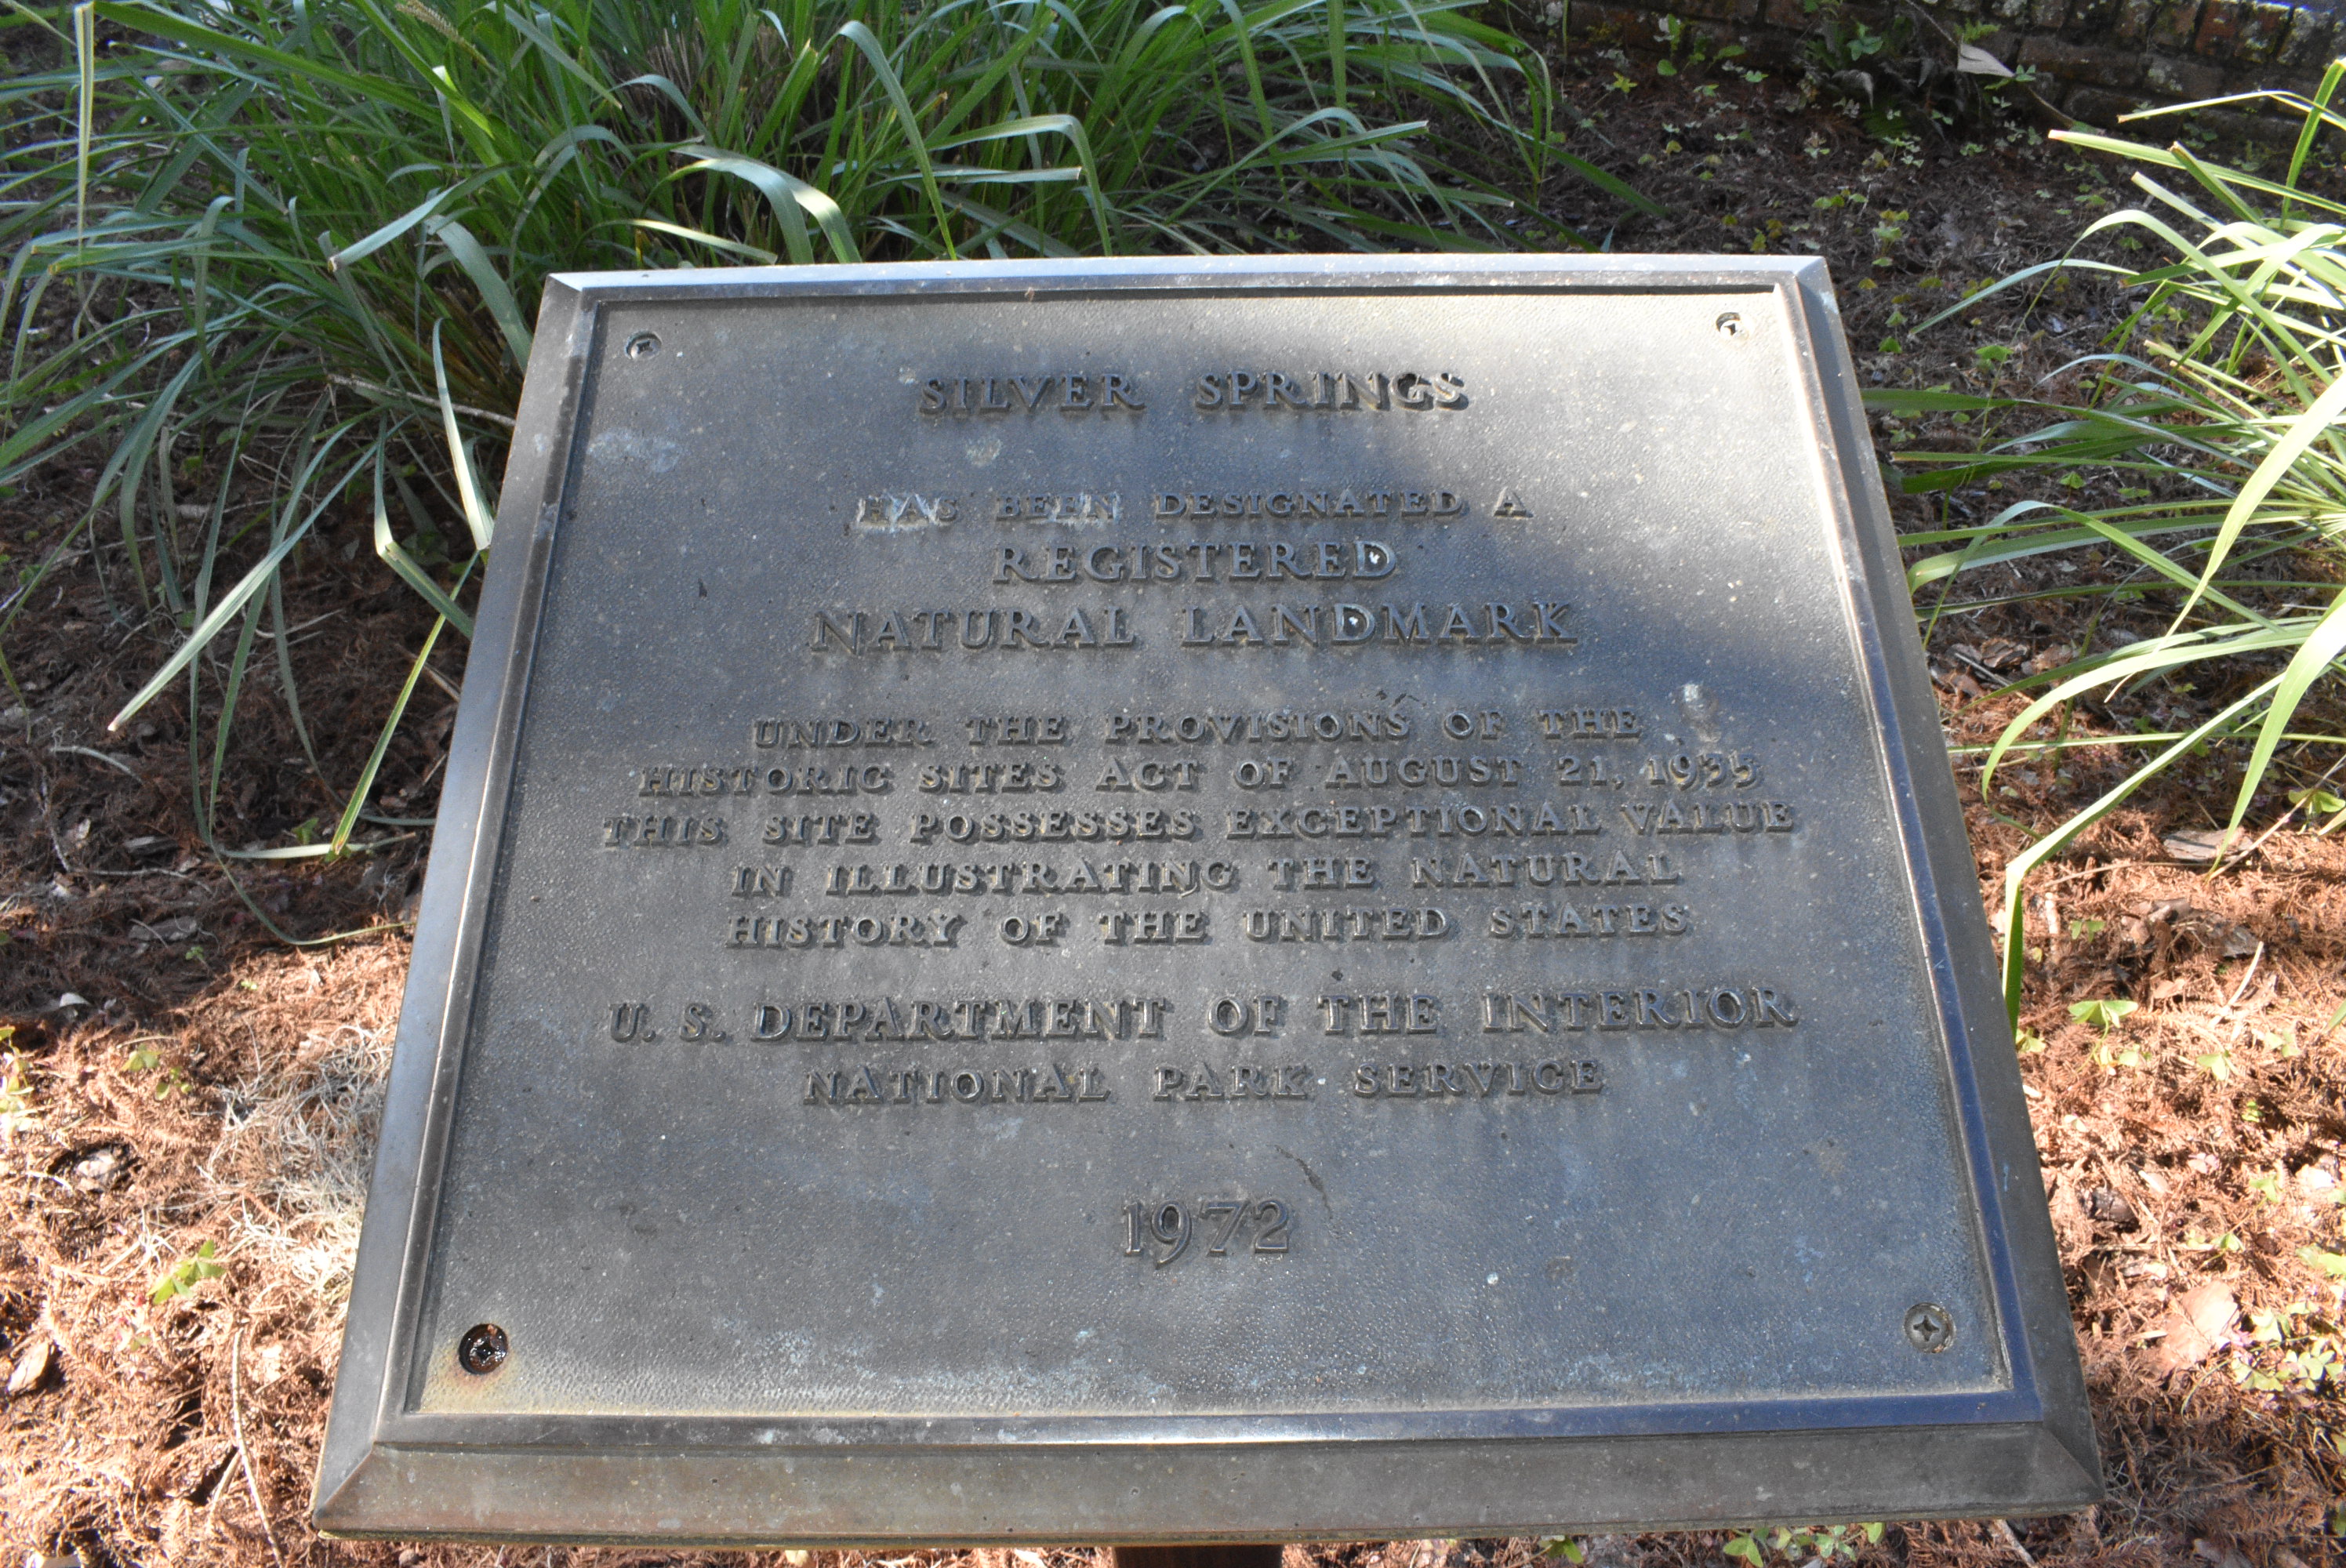 SILVER SPRINGS
HAS BEEN DESIGNATED A
REGISTERED
NATURAL LANDMARK
UNDER THE PROVISIONS OF THE
HISTORIC SITES ACT OF AUGUST 21, 1935
THIS SITE POSSESSES EXCEPTIONAL VALUE
IN ILLUSTRATING THE NATURAL
HISTORY OF THE UNITED STATES
U. S. DEPARTMENT OF THE INTERIOR
NATIONAL PARK SERVICE
1972